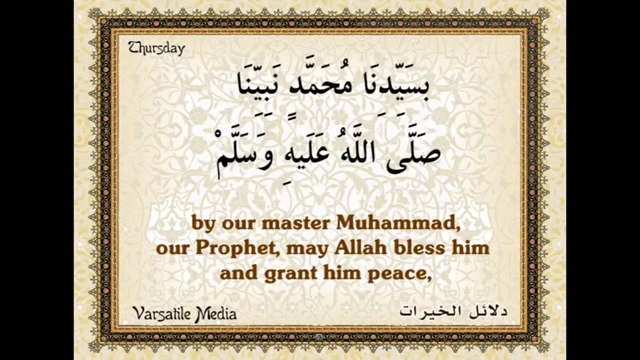 Thursday
بِسَيِّدِنَا مُحَمَّدٍ نَبِيِّنَا
صَلَّى اللَّهُ عَلَيهِ وَسَلَّمْ
by our master Muhammad,
our Prophet, may Allah bless him
and grant him peace,
Varsatile Media
دلائل الخيرات